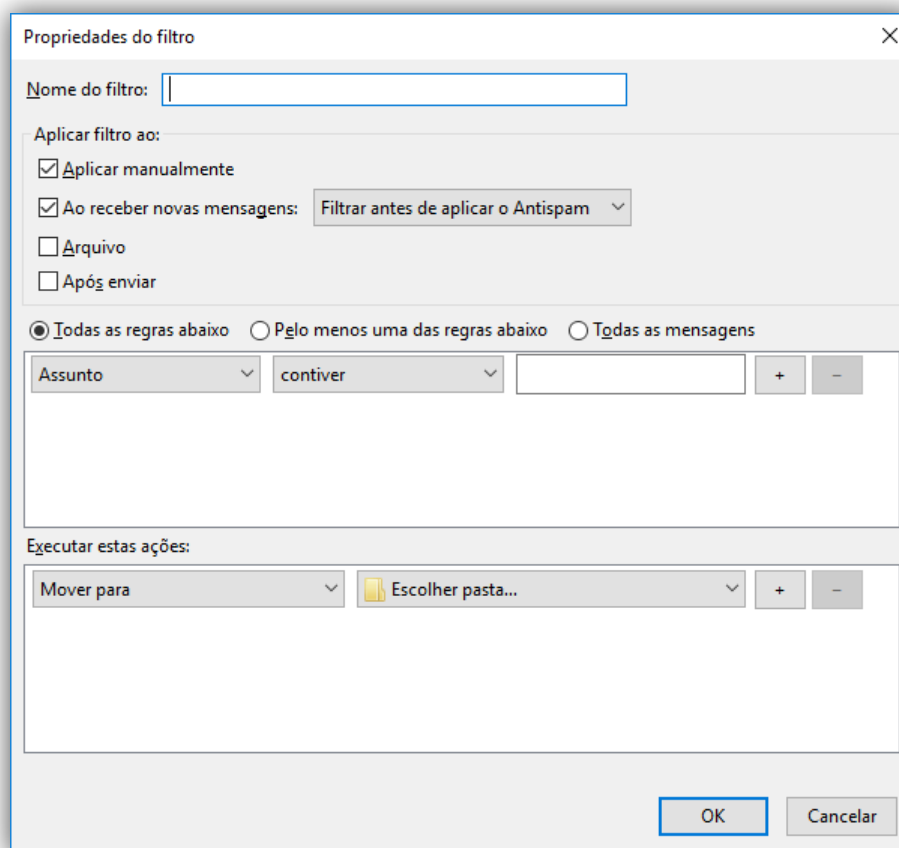 Propriedades do filtro
Nome do filtro:
Aplicar filtro ao:
Aplicar manualmente
Ao receber novas mensagens: Filtrar antes de aplicar o Antispam
Arquivo
Após enviar
Todas as regras abaixo Pelo menos uma das regras abaixo Todas as mensagens
Assunto contiver + −
Executar estas ações:
Mover para Escolher pasta... + −
OK Cancelar